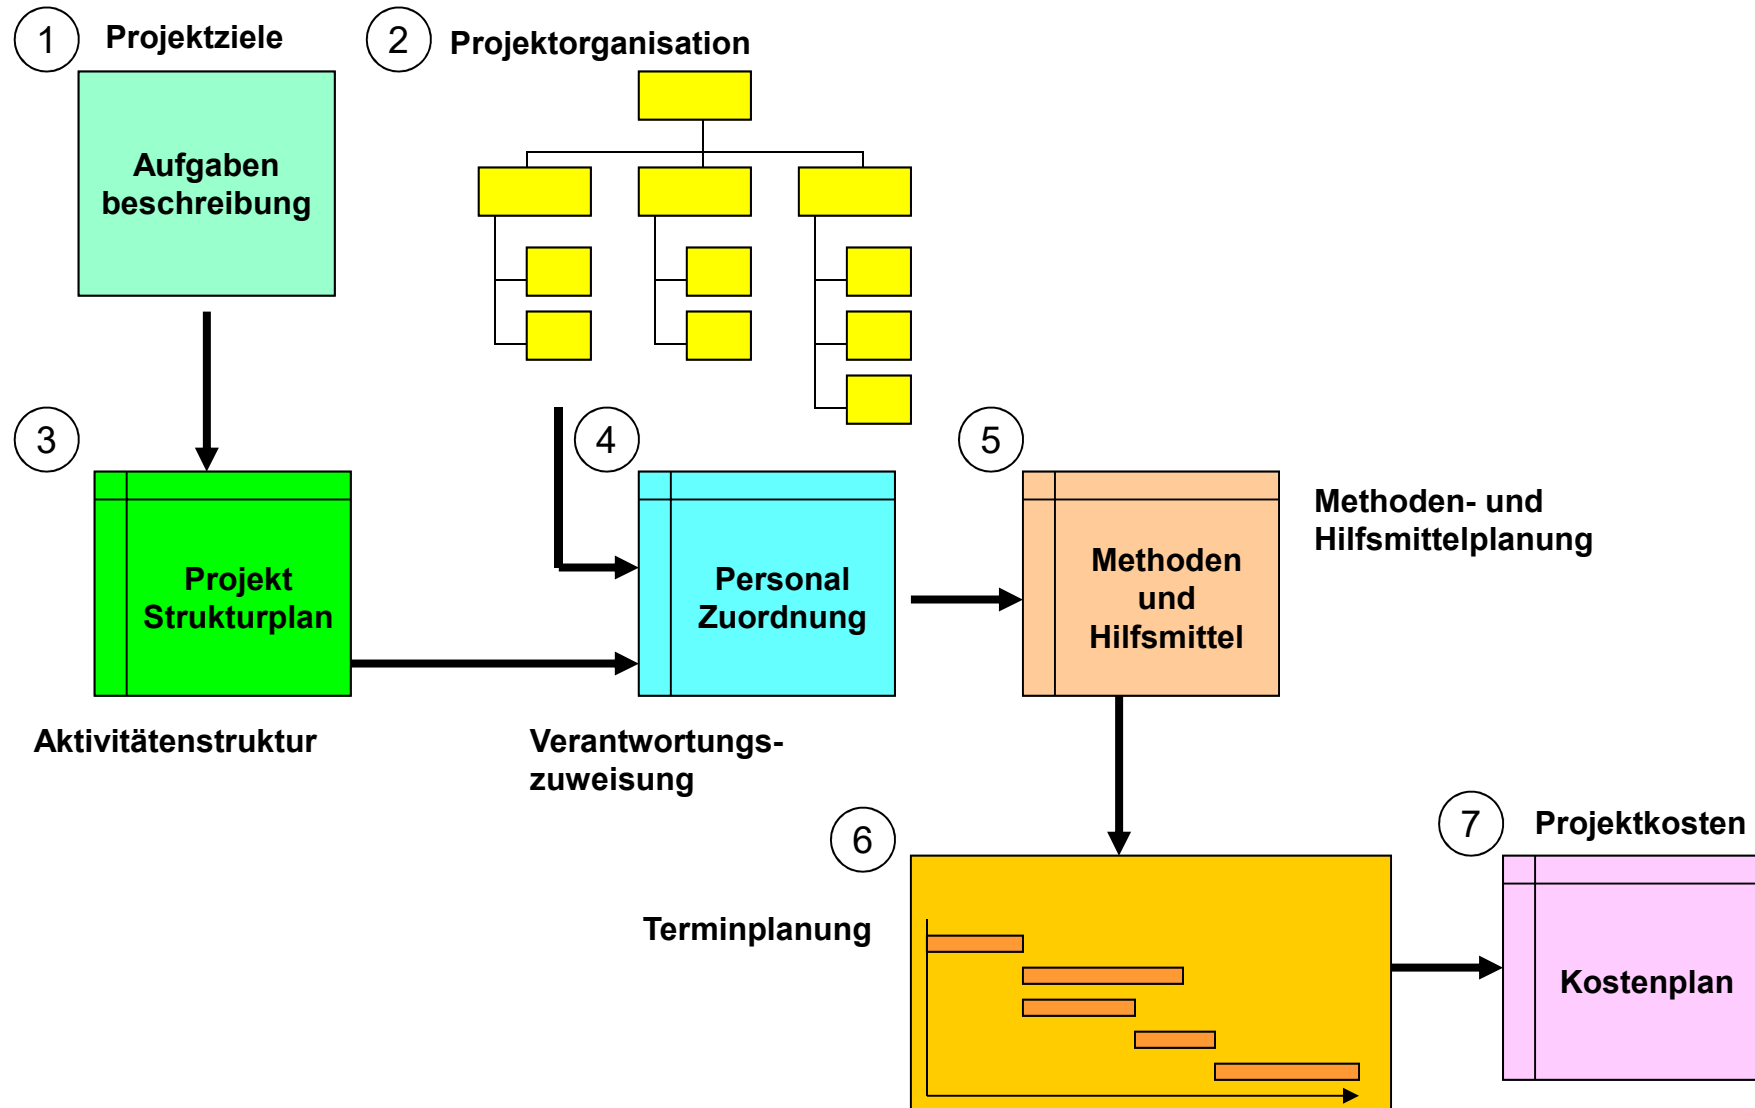 1
Projektziele
Aufgaben
beschreibung
2
Projektorganisation
3
Projekt
Strukturplan
Aktivitätenstruktur
4
Personal
Zuordnung
Verantwortungs-
zuweisung
5
Methoden
und
Hilfsmittel
Methoden- und
Hilfsmittelplanung
6
Terminplanung
7
Projektkosten
Kostenplan